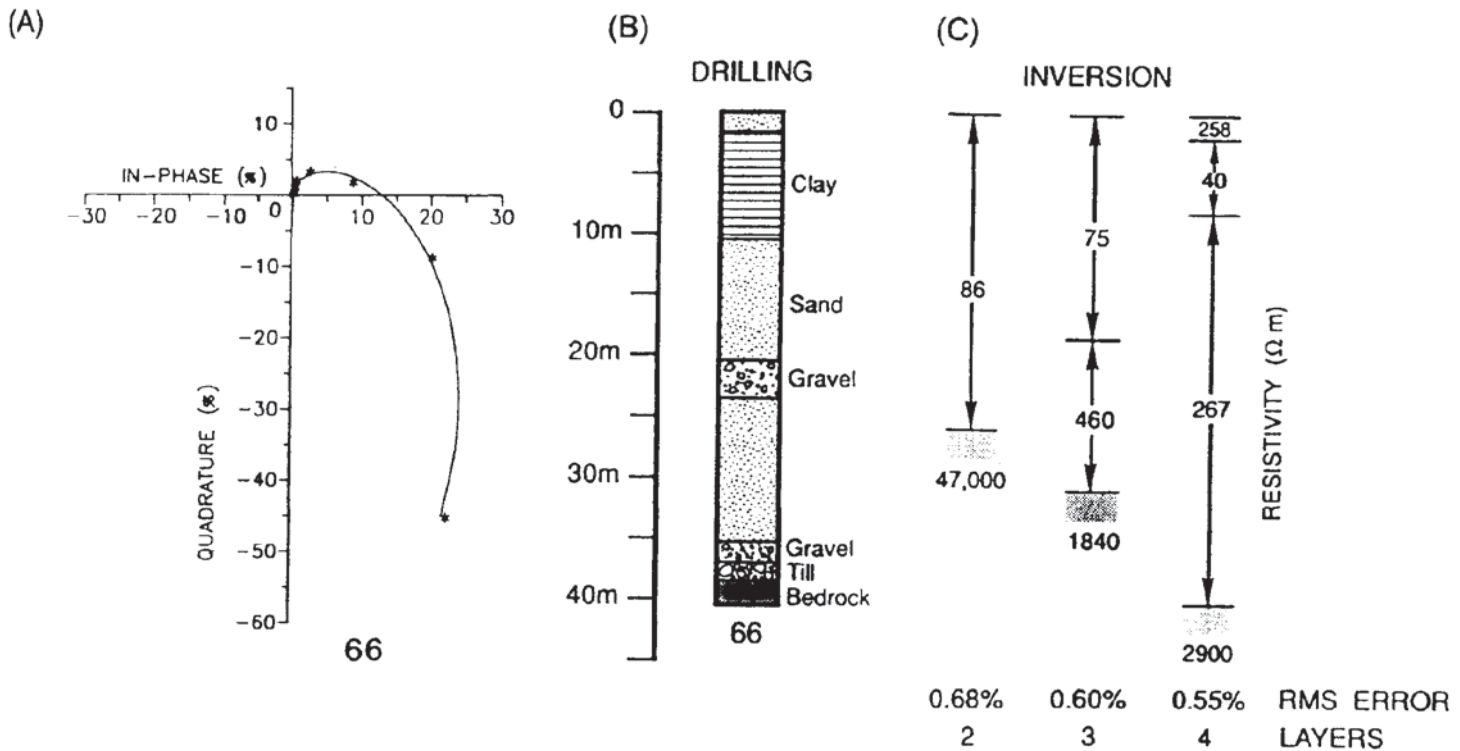 (A)
10
IN-PHASE (%)
-30 -20 -10 0 10 20 30
-10
-20
-30
-40
-50
-60
QUADRATURE (%)
66
(B)
DRILLING
0
10m
20m
30m
40m
Clay
Sand
Gravel
Gravel
Till
Bedrock
66
(C)
INVERSION
86
47,000
75
460
1840
258
40
267
2900
RESISTIVITY (Ω m)
0.68% 0.60% 0.55% RMS ERROR
2 3 4 LAYERS